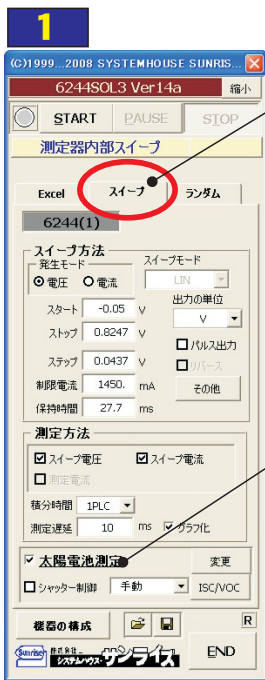 1
(C)1999...2008 SYSTEMHOUSE SUNRIS...
6244SOL3 Ver14a 縮小
START PAUSE STOP
測定器内部スイープ
Excel スイープ ランダム
6244(1)
スイープ方法
発生モード スイープモード
電圧 電流 LIN
出力の単位
スタート -0.05 V V
ストップ 0.8247 V パルス出力
ステップ 0.0437 V リバース
制限電流 1450. mA その他
保持時間 27.7 ms
測定方法
スイープ電圧 スイープ電流
測定電流
積分時間 1PLC
測定遅延 10 ms グラフ化
太陽電池測定 変更
シャッター制御 手動 ISC/VOC
機器の構成 R
Sunrise 株式会社 システムハウス・サンライズ END